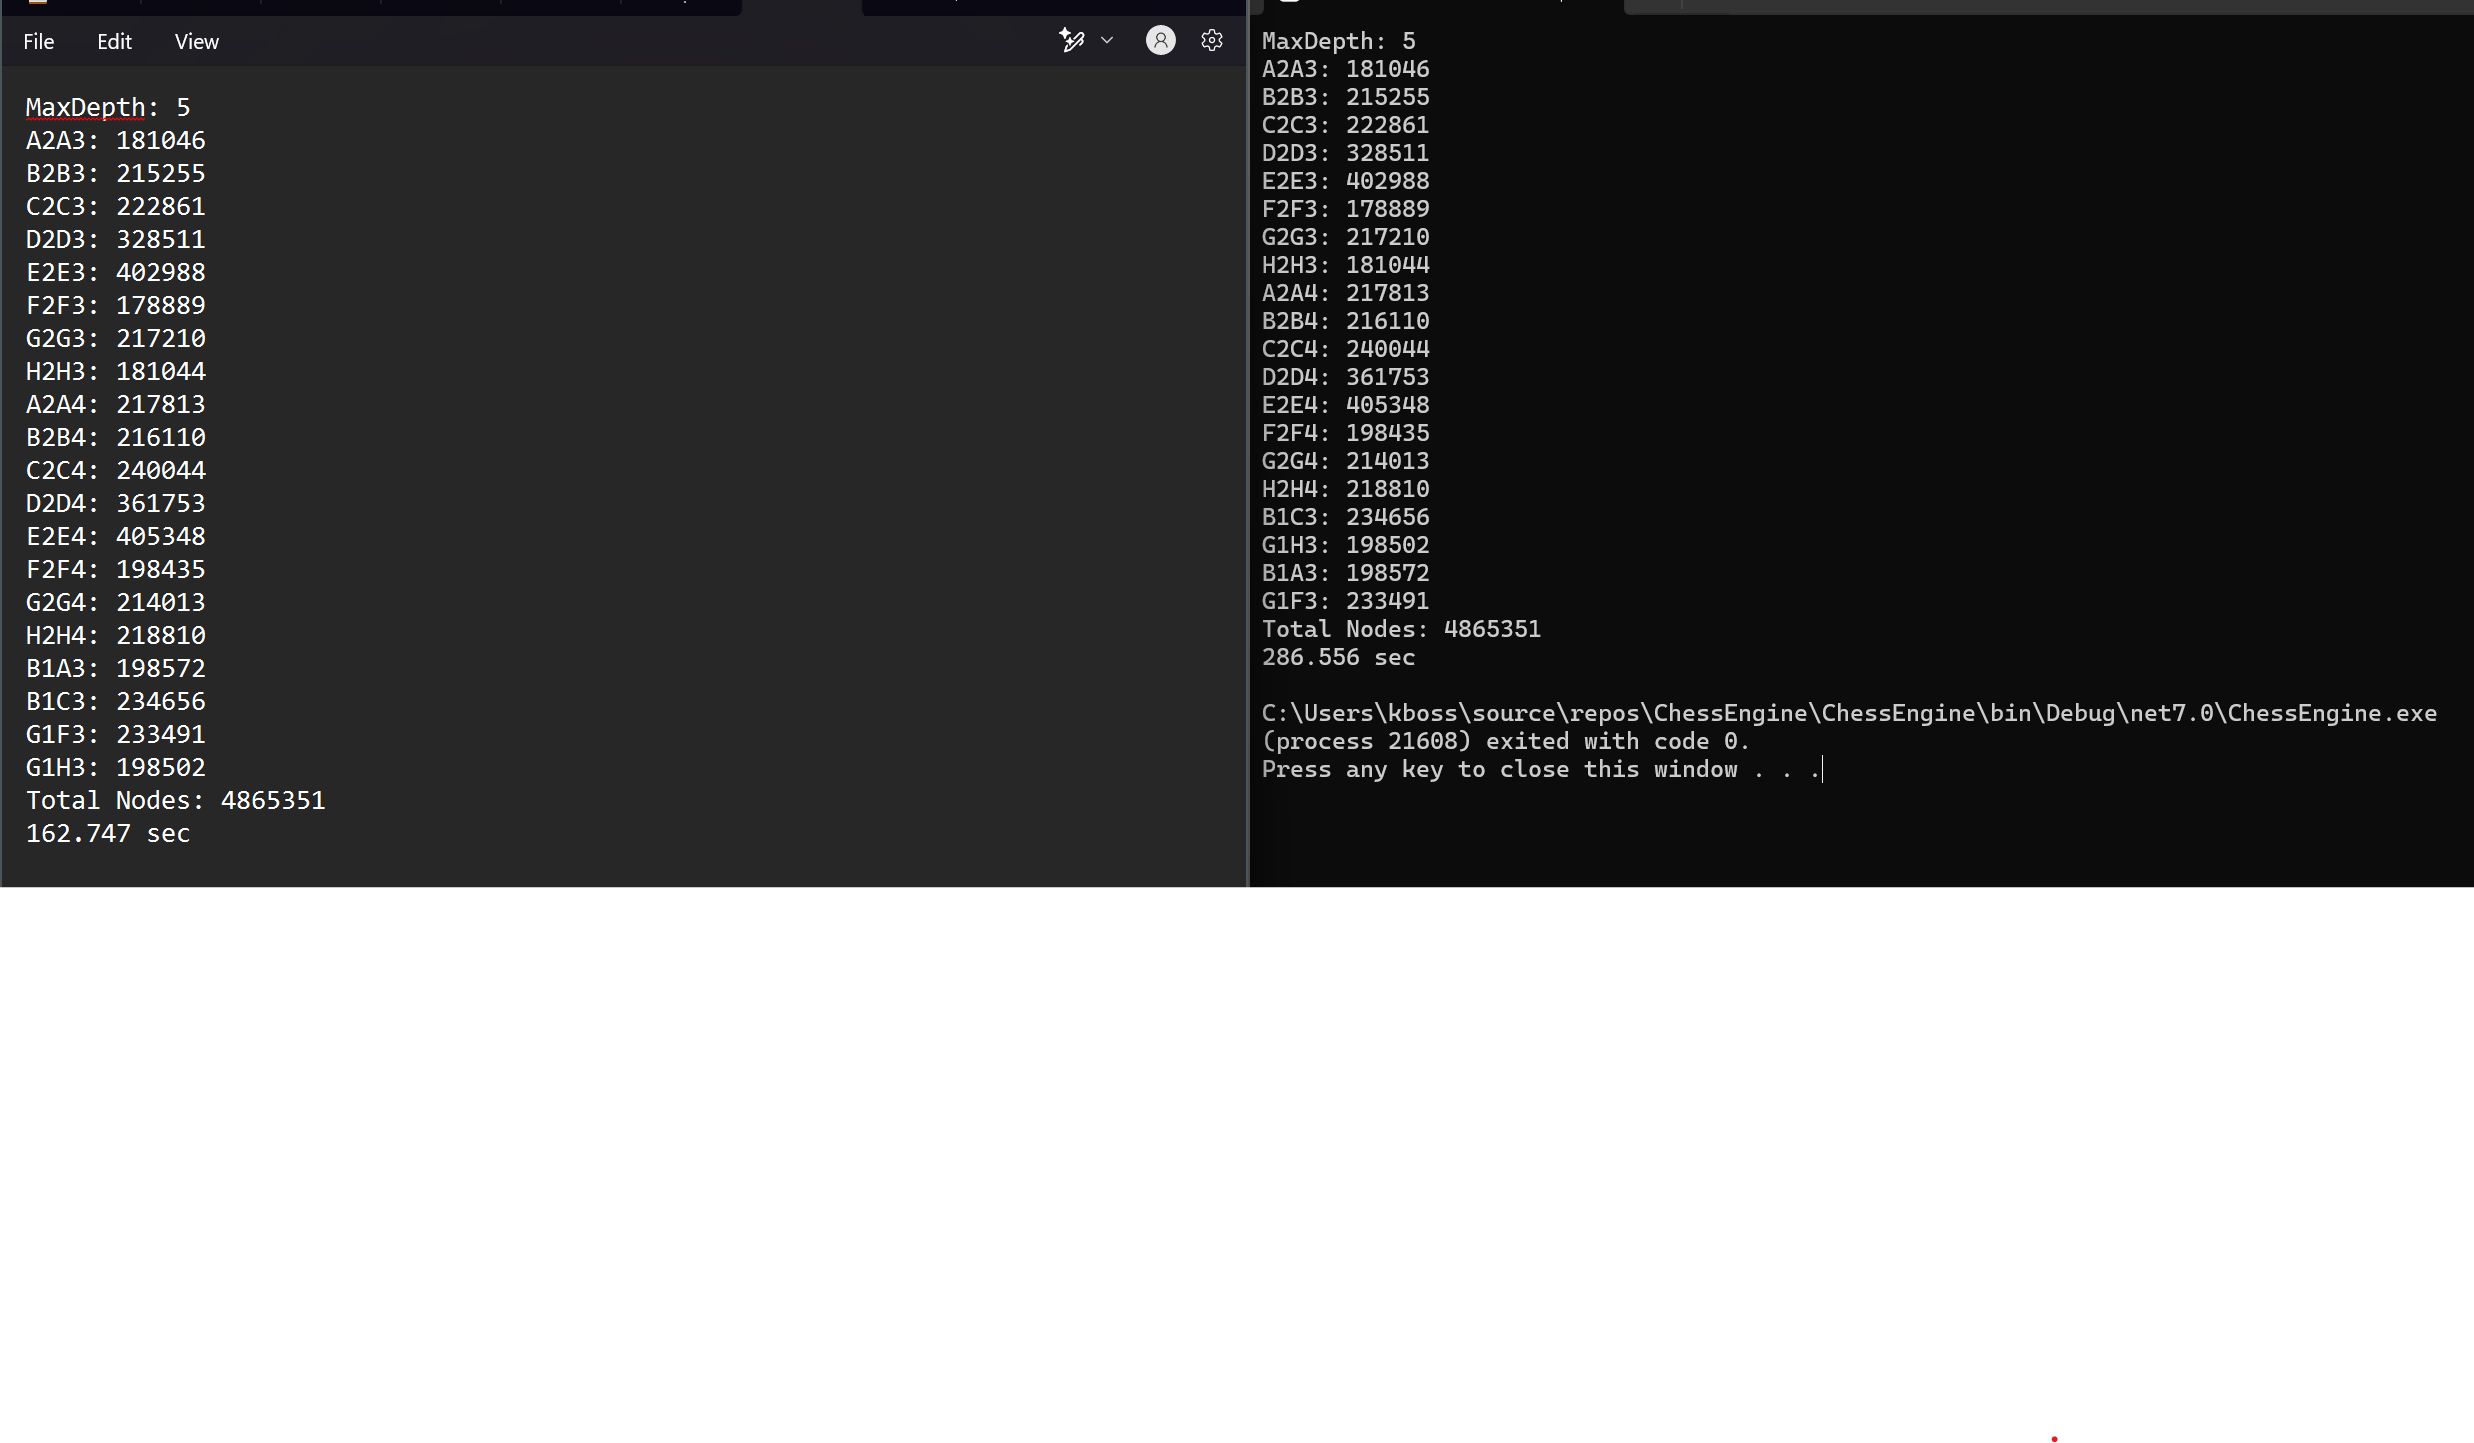 File Edit View
MaxDepth: 5
A2A3: 181046
B2B3: 215255
C2C3: 222861
D2D3: 328511
E2E3: 402988
F2F3: 178889
G2G3: 217210
H2H3: 181044
A2A4: 217813
B2B4: 216110
C2C4: 240044
D2D4: 361753
E2E4: 405348
F2F4: 198435
G2G4: 214013
H2H4: 218810
B1A3: 198572
B1C3: 234656
G1F3: 233491
G1H3: 198502
Total Nodes: 4865351
162.747 sec
MaxDepth: 5
A2A3: 181046
B2B3: 215255
C2C3: 222861
D2D3: 328511
E2E3: 402988
F2F3: 178889
G2G3: 217210
H2H3: 181044
A2A4: 217813
B2B4: 216110
C2C4: 240044
D2D4: 361753
E2E4: 405348
F2F4: 198435
G2G4: 214013
H2H4: 218810
B1C3: 234656
G1H3: 198502
B1A3: 198572
G1F3: 233491
Total Nodes: 4865351
286.556 sec
C:\Users\kboss\source\repos\ChessEngine\ChessEngine\bin\Debug\net7.0\ChessEngine.exe
(process 21608) exited with code 0.
Press any key to close this window . . .